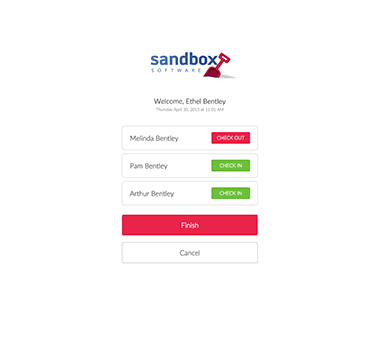 sandbox
SOFTWARE
Welcome, Ethel Bentley
Thursday April 30, 2015 at 11:51 AM
Melinda Bentley CHECK OUT
Pam Bentley CHECK IN
Arthur Bentley CHECK IN
Finish
Cancel